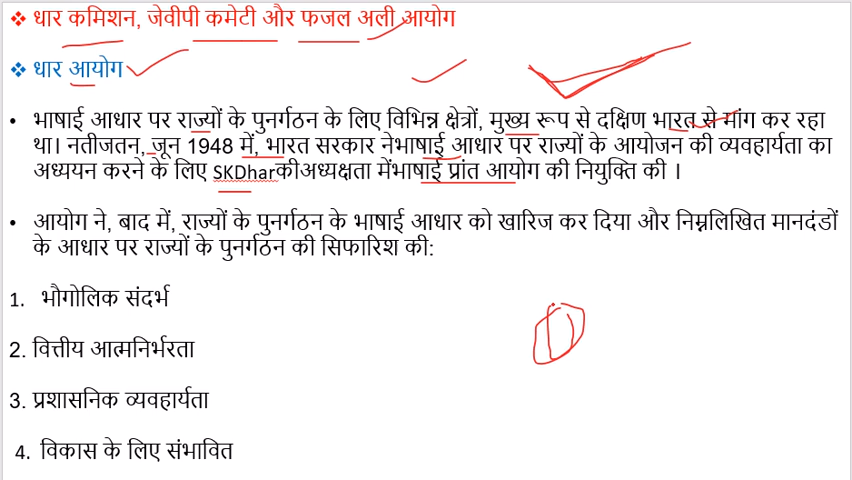 ❖ धार कमिशन, जेवीपी कमेटी और फजल अली आयोग
❖ धार आयोग
• भाषाई आधार पर राज्यों के पुनर्गठन के लिए विभिन्न क्षेत्रों, मुख्य रूप से दक्षिण भारत से मांग कर रहा
था। नतीजतन, जून 1948 में, भारत सरकार नेभाषाई आधार पर राज्यों के आयोजन की व्यवहार्यता का
अध्ययन करने के लिए SKDharकीअध्यक्षता मेंभाषाई प्रांत आयोग की नियुक्ति की ।
• आयोग ने, बाद में, राज्यों के पुनर्गठन के भाषाई आधार को खारिज कर दिया और निम्नलिखित मानदंडों
के आधार पर राज्यों के पुनर्गठन की सिफारिश की:
1. भौगोलिक संदर्भ
2. वित्तीय आत्मनिर्भरता
3. प्रशासनिक व्यवहार्यता
4. विकास के लिए संभावित